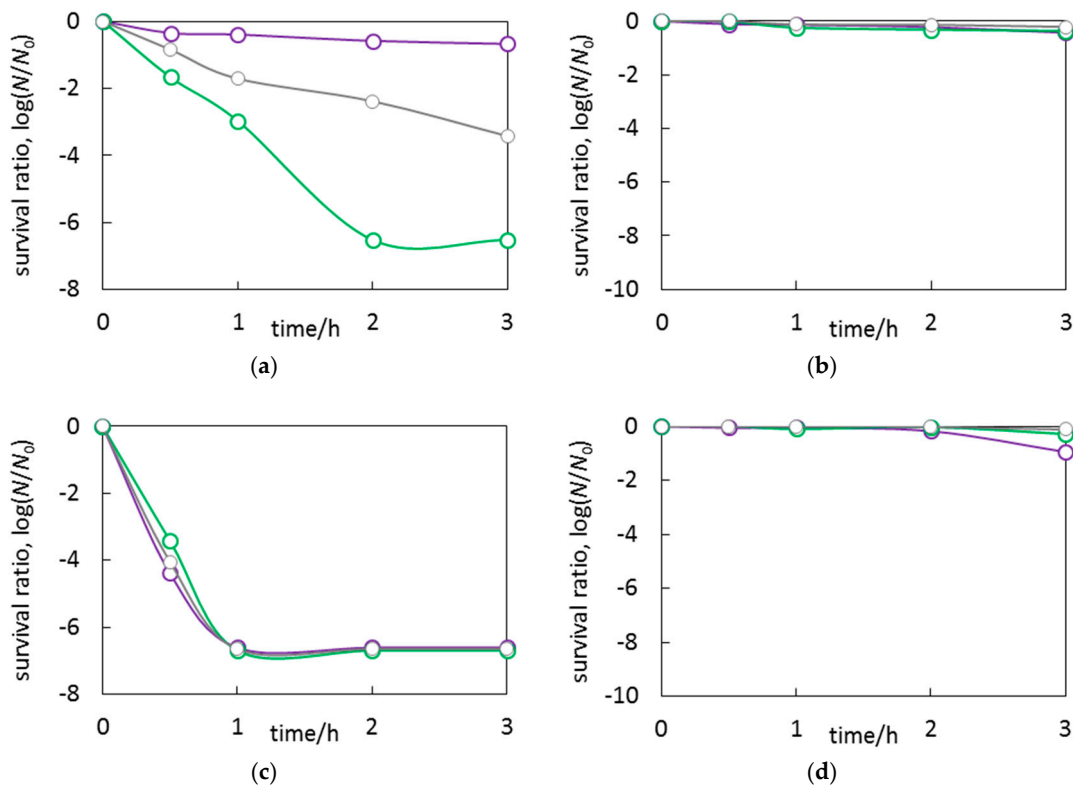 survival ratio, log(N/N0)
0
-2
-4
-6
-8
0 1 2 3
time/h
(a)
survival ratio, log(N/N0)
0
-2
-4
-6
-8
-10
0 1 2 3
time/h
(b)
survival ratio, log(N/N0)
0
-2
-4
-6
-8
0 1 2 3
time/h
(c)
survival ratio, log(N/N0)
0
-2
-4
-6
-8
-10
0 1 2 3
time/h
(d)